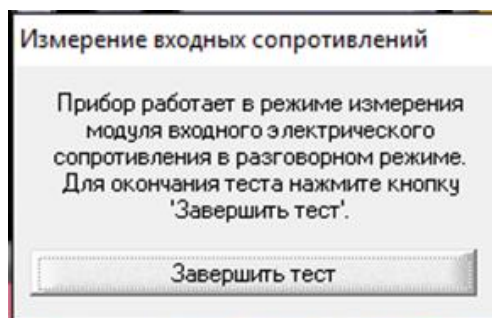 Измерение входных сопротивлений
Прибор работает в режиме измерения
модуля входного электрического
сопротивления в разговорном режиме.
Для окончания теста нажмите кнопку
'Завершить тест'.
Завершить тест